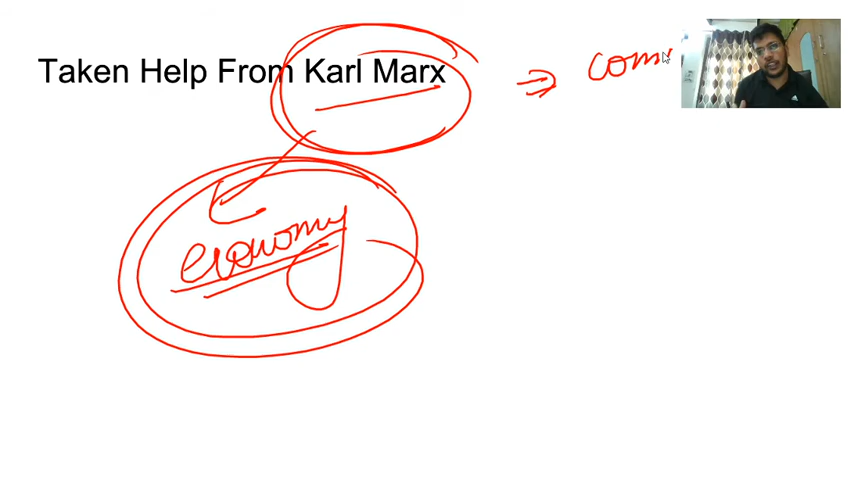 Taken Help From Karl Marx
⇒ com
economy